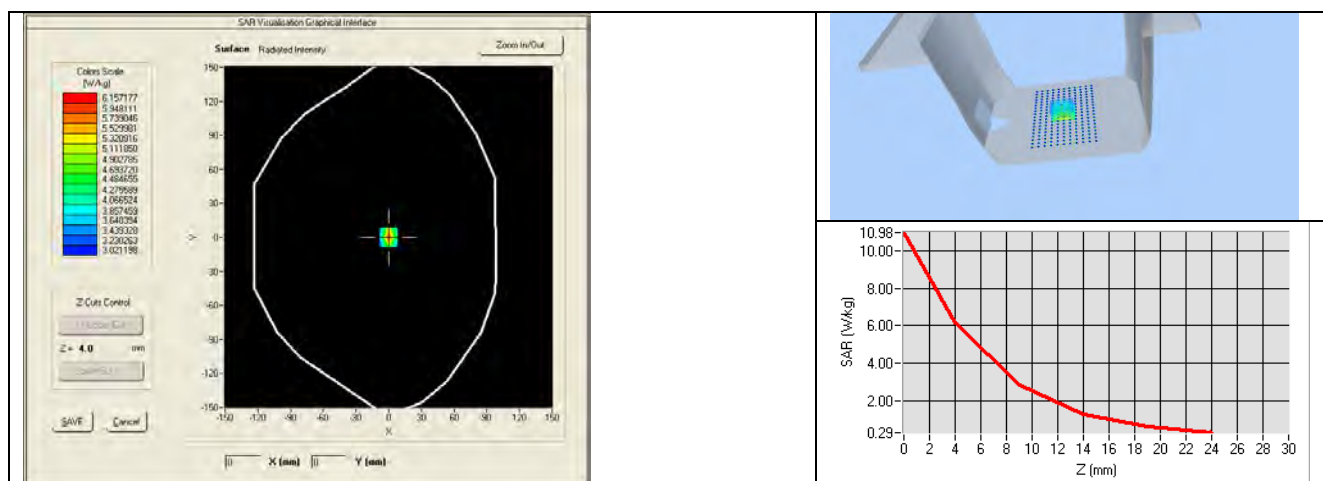 SAR Visualisation Graphical Interface
Surface Radiated Intensity
Zoom In/Out
Colors Scale
(W/kg)
6.157177
5.948111
5.739046
5.529981
5.320916
5.111850
4.902785
4.693720
4.484655
4.279589
4.066524
3.857459
3.648394
3.439328
3.230263
3.021198
150
120
90
60
30
0
30
-60
-90
-120
-150
Y
-150 -120 -90 -60 -30 0 30 60 90 120 150
X
Z Cuts Control
Z = 4.0 mm
SAVE Cancel
0 X (mm) 0 Y (mm)
10.98
10.00
8.00
6.00
4.00
2.00
0.29
SAR (W/kg)
0 2 4 6 8 10 12 14 16 18 20 22 24 26 28 30
Z (mm)